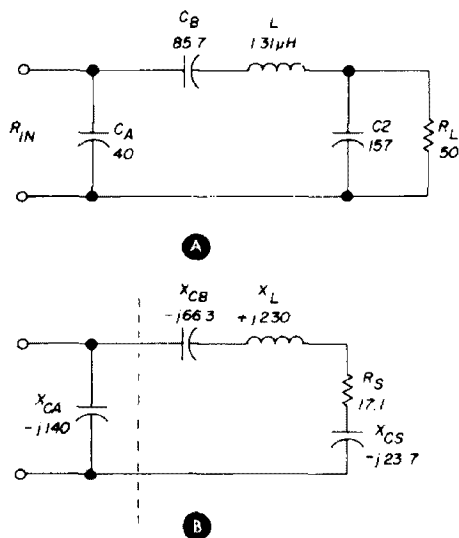 C_B
85.7
L
1.31μH
R_IN
C_A
40
C2
157
R_L
50
A
X_CB
-j66.3
X_L
+j230
X_CA
-j140
R_S
17.1
X_CS
-j23.7
B